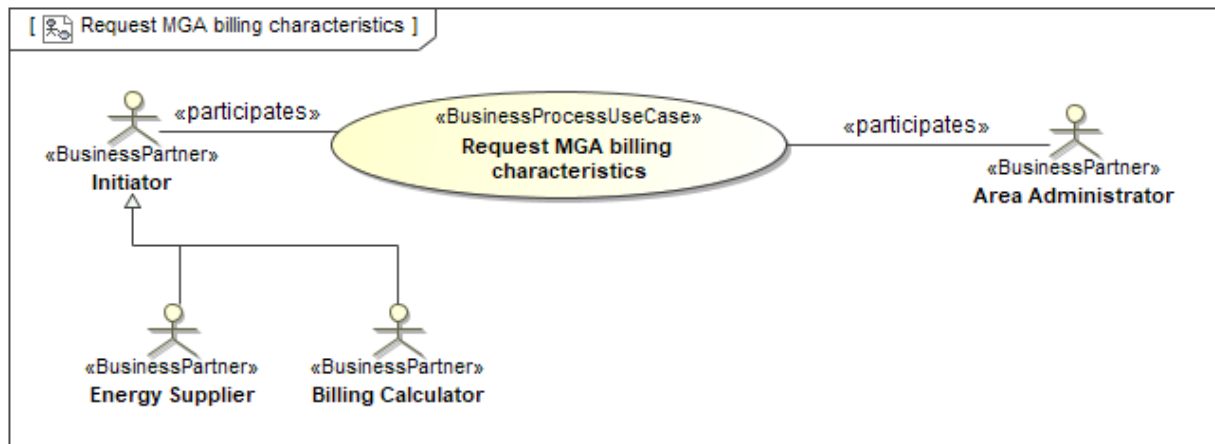 [ Request MGA billing characteristics ]
«participates»
«BusinessPartner»
Initiator
«BusinessProcessUseCase»
Request MGA billing
characteristics
«participates»
«BusinessPartner»
Area Administrator
«BusinessPartner»
Energy Supplier
«BusinessPartner»
Billing Calculator